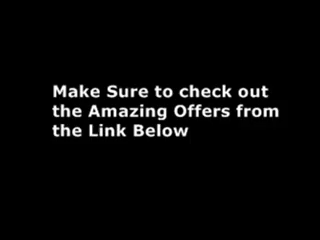 Make Sure to check out
the Amazing Offers from
the Link Below